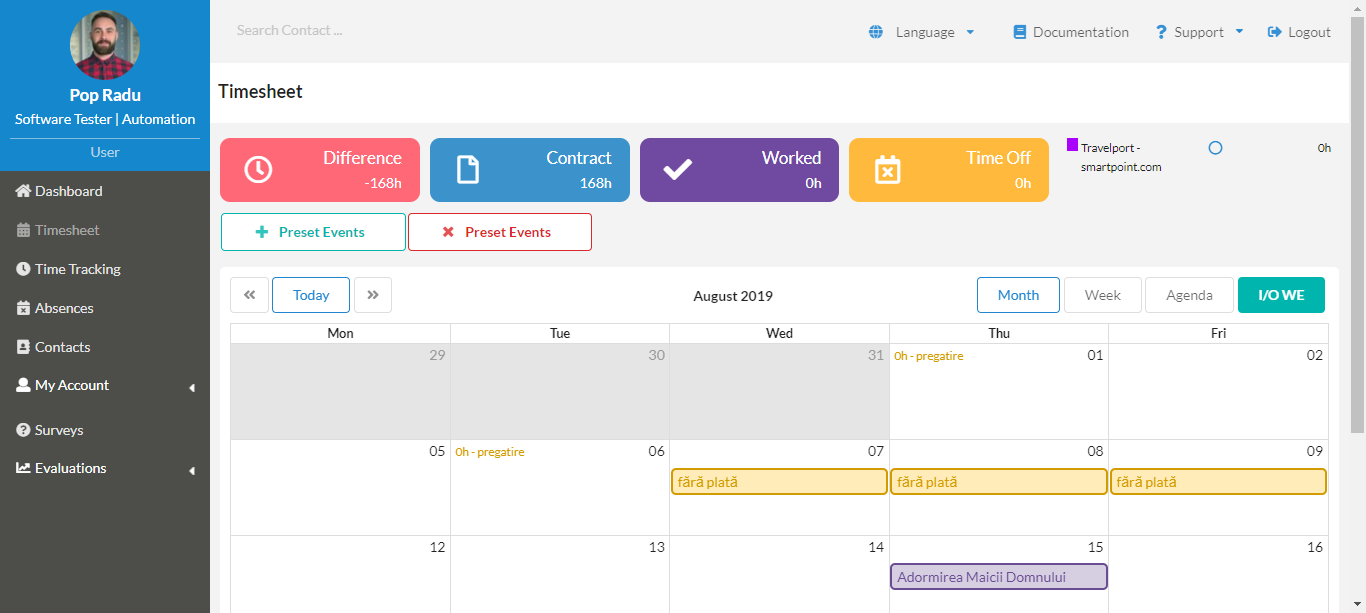 Pop Radu
Software Tester | Automation
User
Dashboard
Timesheet
Time Tracking
Absences
Contacts
My Account
Surveys
Evaluations
Search Contact ...
Language
Documentation
Support
Logout
Timesheet
Difference
-168h
Contract
168h
Worked
0h
Time Off
0h
Travelport -
smartpoint.com
0h
Preset Events
Preset Events
Today
August 2019
Month
Week
Agenda
I/O WE
Mon Tue Wed Thu Fri
29 30 31 0h - pregatire 01 02
05 0h - pregatire 06 07 08 09
fără plată fără plată fără plată
12 13 14 15 16
Adormirea Maicii Domnului